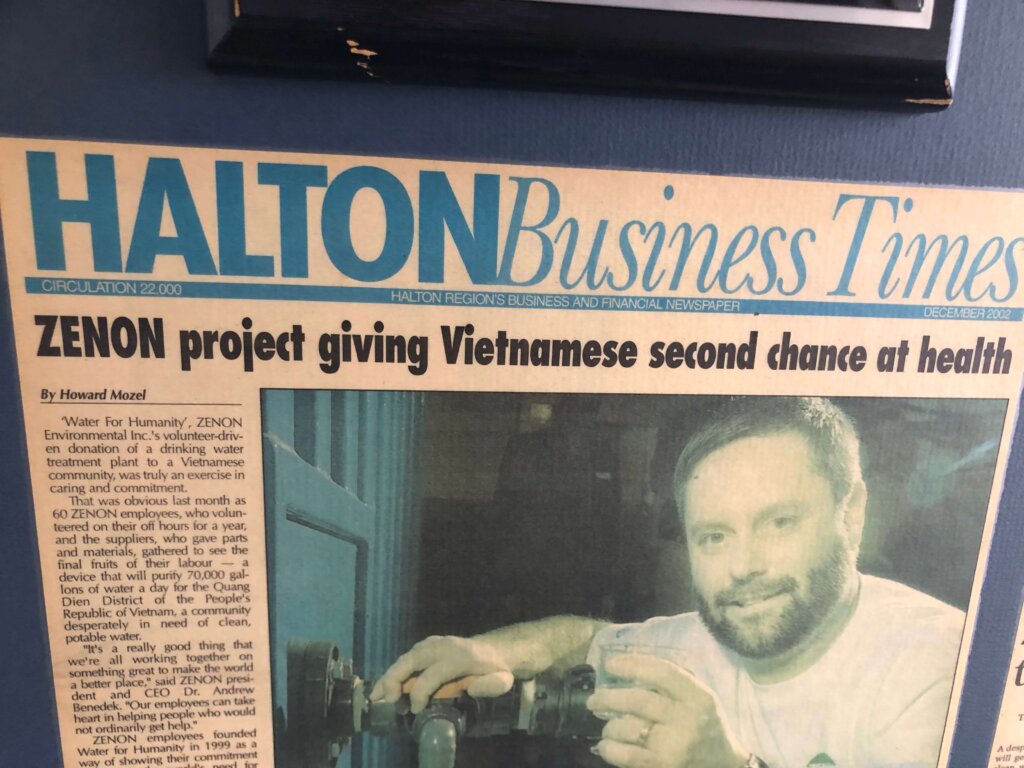 HALTON Business Times
CIRCULATION 22,000
HALTON REGION'S BUSINESS AND FINANCIAL NEWSPAPER
DECEMBER 2002
ZENON project giving Vietnamese second chance at health
By Howard Mozel
'Water For Humanity', ZENON
Environmental Inc.'s volunteer-driv-
en donation of a drinking water
treatment plant to a Vietnamese
community, was truly an exercise in
caring and commitment.
That was obvious last month as
60 ZENON employees, who volun-
teered on their off hours for a year,
and the suppliers, who gave parts
and materials, gathered to see the
final fruits of their labour — a
device that will purity 70,000 gal-
lons of water a day for the Quang
Dien District of the People's
Republic of Vietnam, a community
desperately in need of clean,
potable water.
"It's a really good thing that
we're all working together on
something great to make the world
a better place," said ZENON presi-
dent and CEO Dr. Andrew
Benedek. "Our employees can take
heart in helping people who would
not ordinarily get help."
ZENON employees founded
Water for Humanity in 1999 as a
way of showing their commitment
need for
A desp
will ge